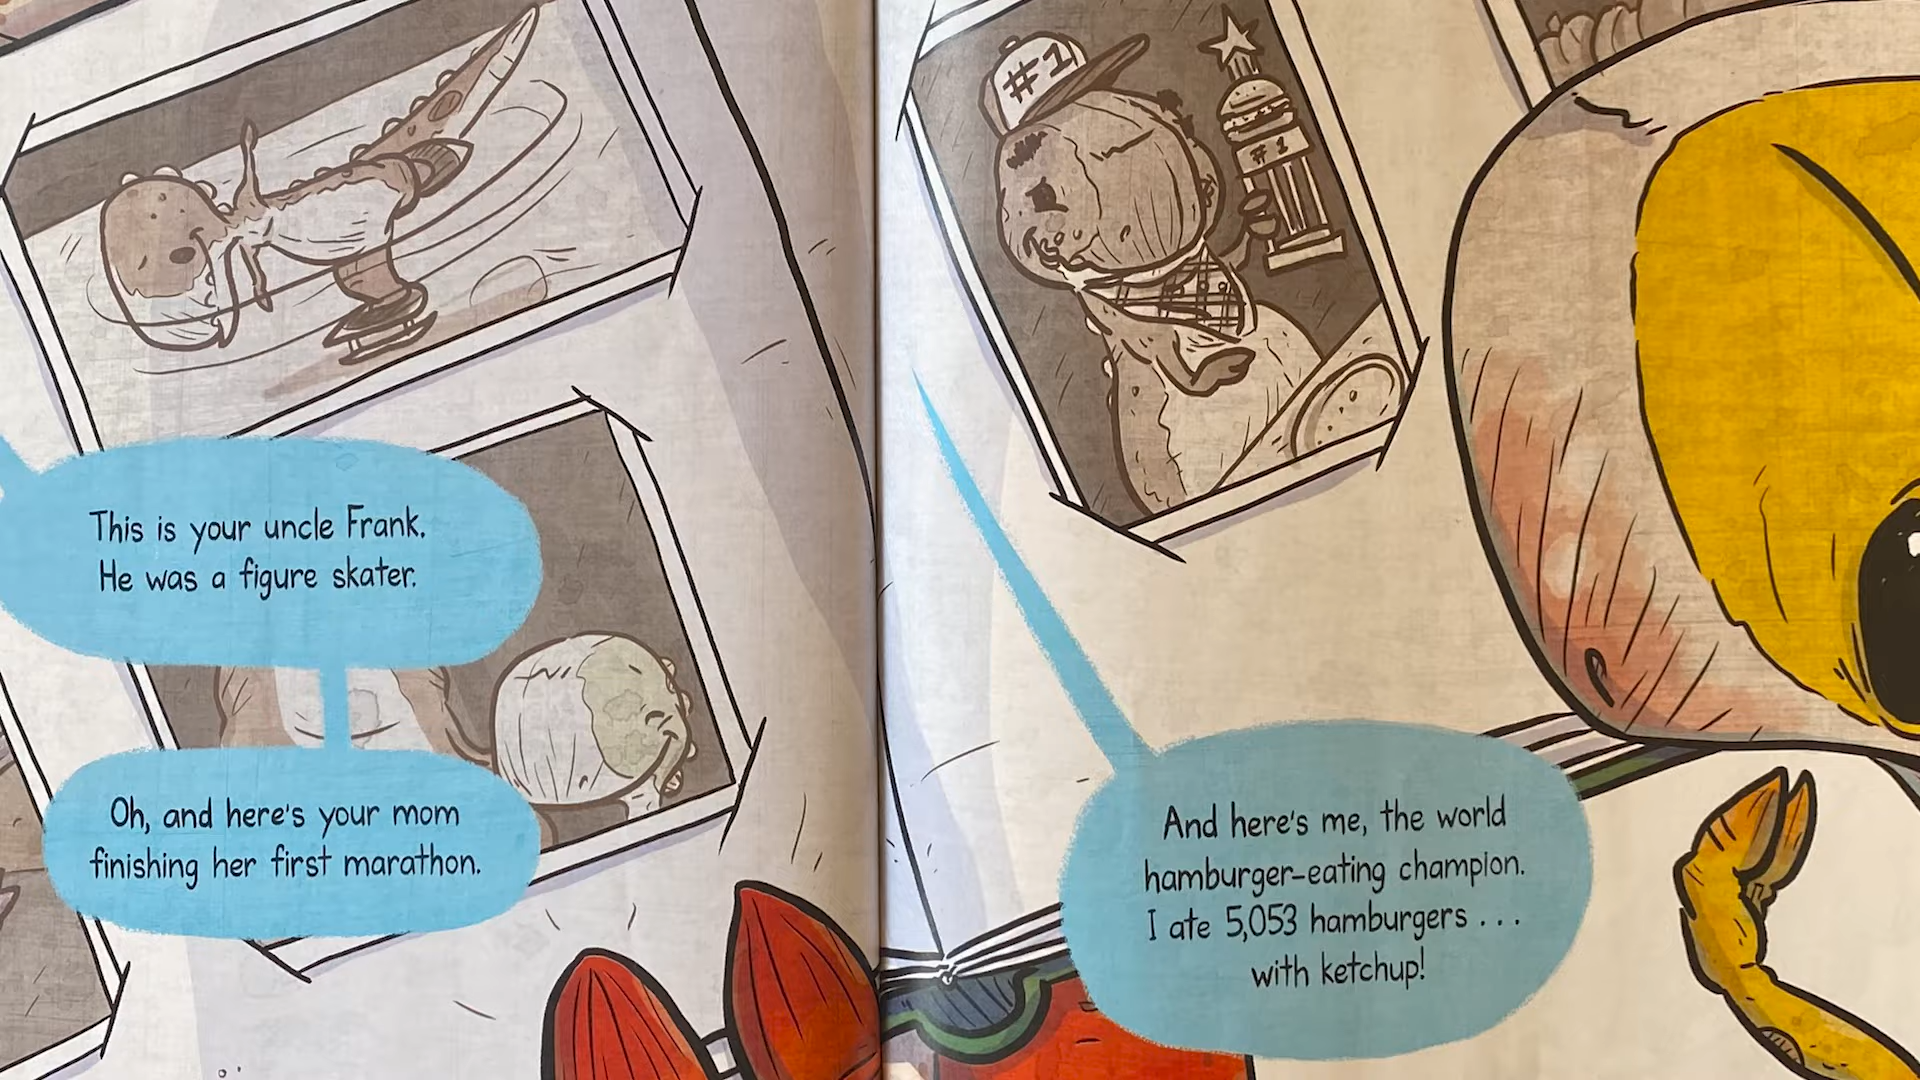 This is your uncle Frank.
He was a figure skater.
Oh, and here's your mom
finishing her first marathon.
#1
#1
And here's me, the world
hamburger-eating champion.
I ate 5,053 hamburgers . . .
with ketchup!